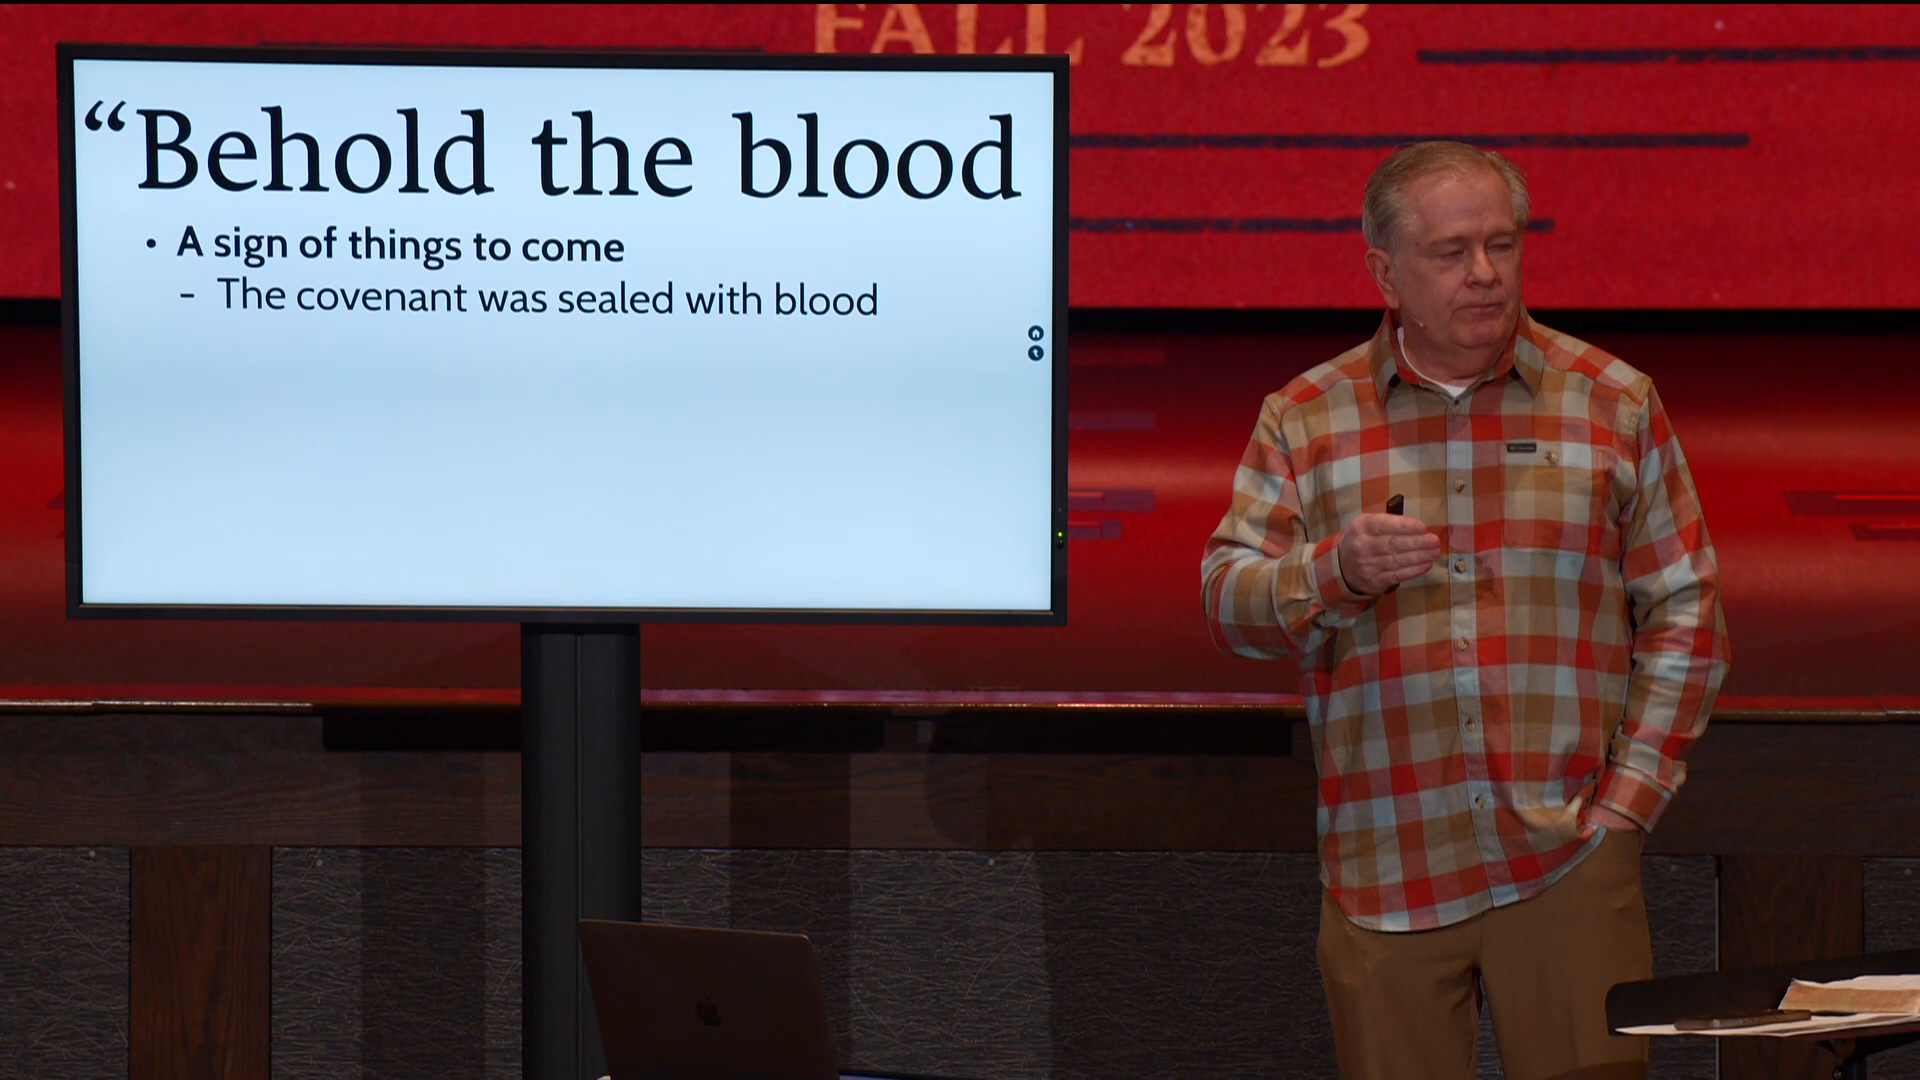 FALL 2023
“Behold the blood
• A sign of things to come
- The covenant was sealed with blood